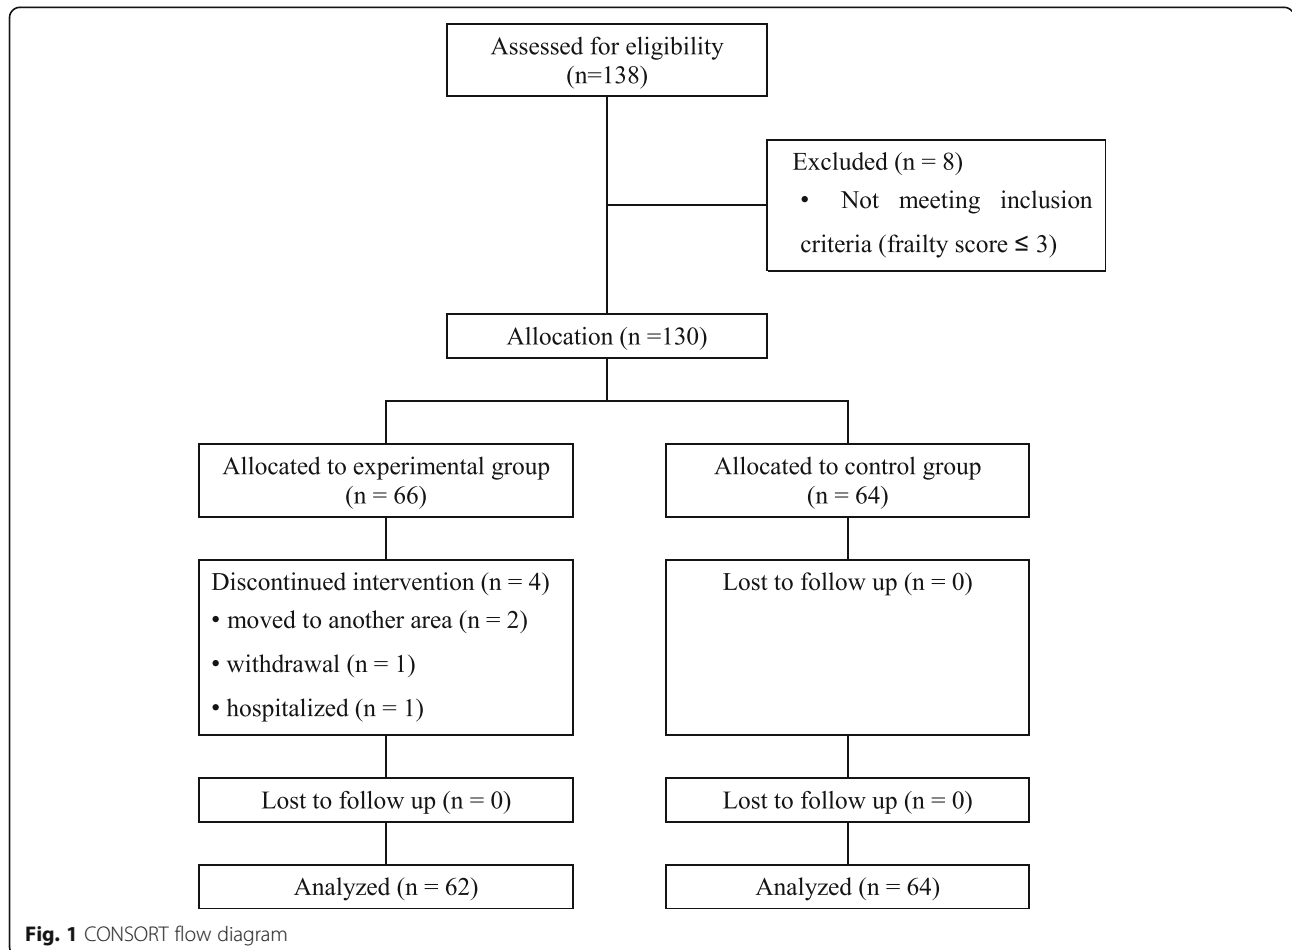 Assessed for eligibility
(n=138)
Excluded (n = 8)
• Not meeting inclusion
criteria (frailty score ≤ 3)
Allocation (n =130)
Allocated to experimental group
(n = 66)
Allocated to control group
(n = 64)
Discontinued intervention (n = 4)
• moved to another area (n = 2)
• withdrawal (n = 1)
• hospitalized (n = 1)
Lost to follow up (n = 0)
Lost to follow up (n = 0)
Lost to follow up (n = 0)
Analyzed (n = 62)
Analyzed (n = 64)
Fig. 1 CONSORT flow diagram